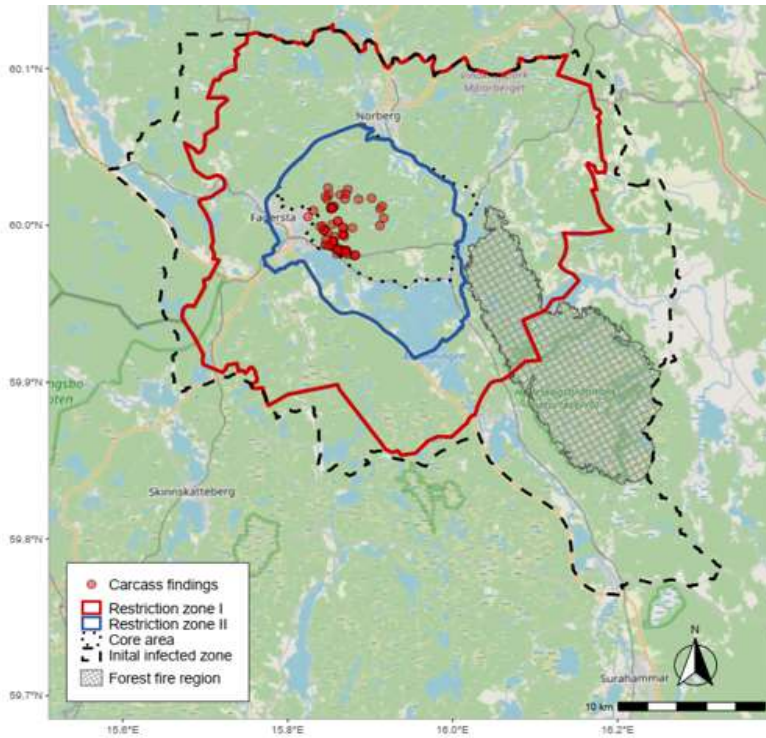 60.1°N
Norberg
60.0°N
Fagersta
59.9°N
Skinnskatteberg
59.8°N
Carcass findings
Restriction zone I
Restriction zone II
Core area
Inital infected zone
Forest fire region
N
Surahammar
59.7°N
10 km
15.6°E
15.8°E
16.0°E
16.2°E